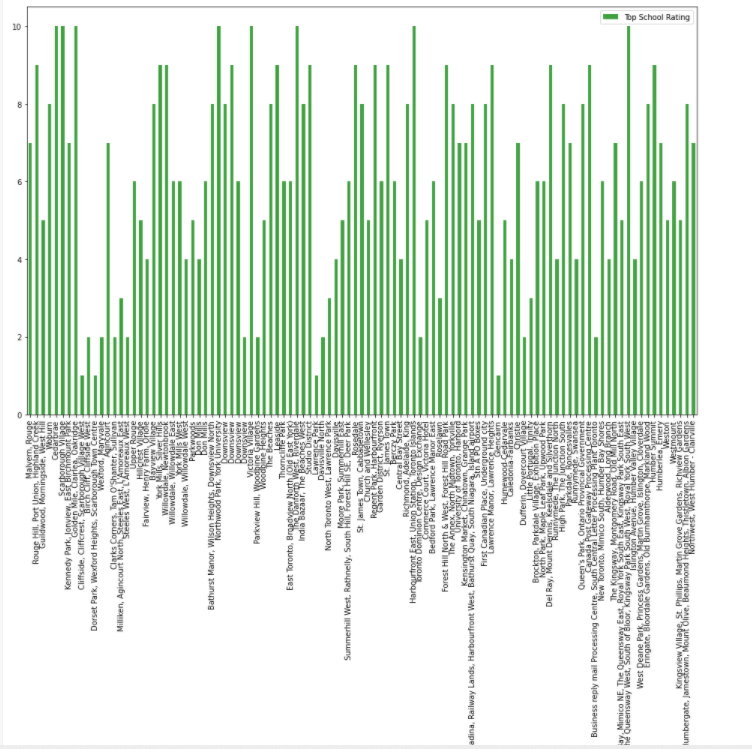 Top School Rating
10
8
6
4
2
0
Malvern, Rouge
Rouge Hill, Port Union, Highland Creek
Guildwood, Morningside, West Hill
Woburn
Cedarbrae
Scarborough Village
Kennedy Park, Ionview, East Birchmount Park
Golden Mile, Clairlea, Oakridge
Cliffside, Cliffcrest, Scarborough Village West
Birch Cliff, Cliffside West
Dorset Park, Wexford Heights, Scarborough Town Centre
Wexford, Maryvale
Agincourt
Clarks Corners, Tam O'Shanter, Sullivan
Milliken, Agincourt North, Steeles East, L'Amoreaux East
Steeles West, L'Amoreaux West
Upper Rouge
Hillcrest Village
Fairview, Henry Farm, Oriole
Bayview Village
York Mills, Silver Hills
Willowdale, Newtonbrook
Willowdale, Willowdale East
York Mills West
Willowdale, Willowdale West
Parkwoods
Don Mills
Don Mills
Bathurst Manor, Wilson Heights, Downsview North
Northwood Park, York University
Downsview
Downsview
Downsview
Downsview
Victoria Village
Parkview Hill, Woodbine Gardens
Woodbine Heights
The Beaches
Leaside
Thorncliffe Park
East Toronto, Broadview North (Old East York)
The Danforth West, Riverdale
India Bazaar, The Beaches West
Studio District
Lawrence Park
Davisville North
North Toronto West, Lawrence Park
Davisville
Moore Park, Summerhill East
Summerhill West, Rathnelly, South Hill, Forest Hill SE, Deer Park
Rosedale
St. James Town, Cabbagetown
Church and Wellesley
Regent Park, Harbourfront
Garden District, Ryerson
St. James Town
Berczy Park
Central Bay Street
Richmond, Adelaide, King
Harbourfront East, Union Station, Toronto Islands
Toronto Dominion Centre, Design Exchange
Commerce Court, Victoria Hotel
Bedford Park, Lawrence Manor East
Roselawn
Forest Hill North & West, Forest Hill Road Park
The Annex, North Midtown, Yorkville
University of Toronto, Harbord
Kensington Market, Chinatown, Grange Park
adina, Railway Lands, Harbourfront West, Bathurst Quay, South Niagara, Island airport
Stn A PO Boxes
First Canadian Place, Underground city
Lawrence Manor, Lawrence Heights
Glencairn
Humewood-Cedarvale
Caledonia-Fairbanks
Christie
Dufferin, Dovercourt Village
Little Portugal, Trinity
Brockton, Parkdale Village, Exhibition Place
North Park, Maple Leaf Park, Upwood Park
Del Ray, Mount Dennis, Keelsdale and Silverthorn
Runnymede, The Junction North
High Park, The Junction South
Parkdale, Roncesvalles
Runnymede, Swansea
Queen's Park, Ontario Provincial Government
Canada Post Gateway Processing Centre
Business reply mail Processing Centre, South Central Letter Processing Plant Toronto
New Toronto, Mimico South, Humber Bay Shores
Alderwood, Long Branch
The Kingsway, Montgomery Road, Old Mill North
ay, Mimico NE, The Queensway East, Royal York South East, Kingsway Park South East
he Queensway West, South of Bloor, Kingsway Park South West, Royal York South West
Islington Avenue, Humber Valley Village
West Deane Park, Princess Gardens, Martin Grove, Islington, Cloverdale
Eringate, Bloordale Gardens, Old Burnhamthorpe, Markland Wood
Humber Summit
Humberlea, Emery
Weston
Westmount
Kingsview Village, St. Phillips, Martin Grove Gardens, Richview Gardens
lumbergate, Jamestown, Mount Olive, Beaumond Heights, Thistletown, Albion Gardens
Northwest, West Humber - Clairville